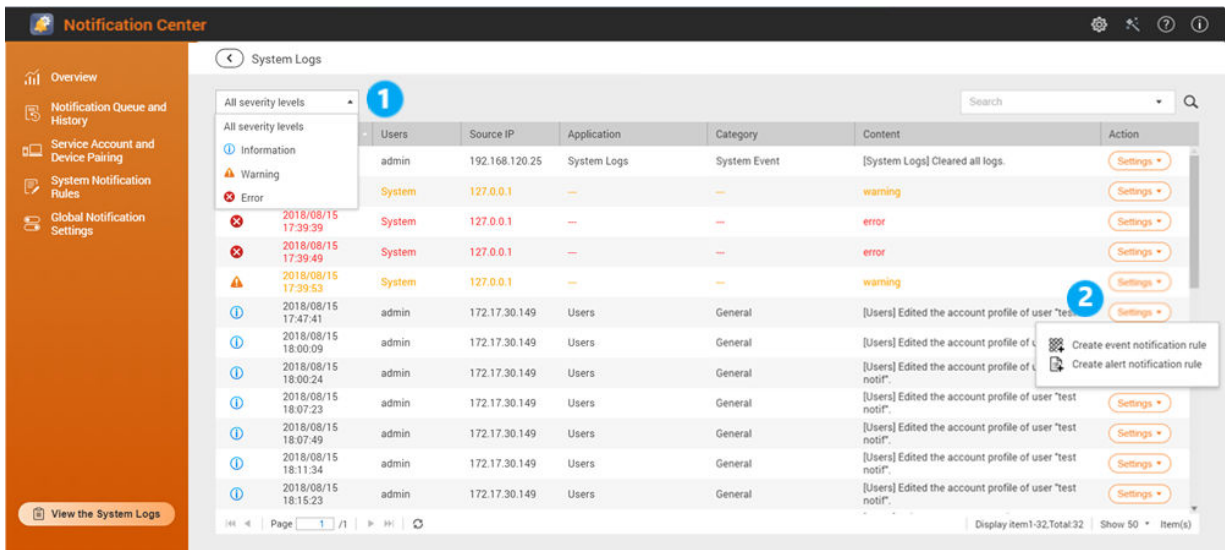 Notification Center
System Logs
Overview
Notification Queue and
History
Service Account and
Device Pairing
System Notification
Rules
Global Notification
Settings
View the System Logs
All severity levels
1
Search
All severity levels
Information
Warning
Error
Users Source IP Application Category Content Action
admin 192.168.120.25 System Logs System Event [System Logs] Cleared all logs. Settings
System 127.0.0.1 --- --- warning Settings
2018/08/15
17:39:39 System 127.0.0.1 --- --- error Settings
2018/08/15
17:39:49 System 127.0.0.1 --- --- error Settings
2018/08/15
17:39:53 System 127.0.0.1 --- --- warning Settings
2
2018/08/15
17:47:41 admin 172.17.30.149 Users General [Users] Edited the account profile of user Settings
Create event notification rule
Create alert notification rule
2018/08/15
18:00:09 admin 172.17.30.149 Users General [Users] Edited the account profile of
2018/08/15
18:00:24 admin 172.17.30.149 Users General [Users] Edited the account profile of
notif".
2018/08/15
18:07:23 admin 172.17.30.149 Users General [Users] Edited the account profile of user "test
notif". Settings
2018/08/15
18:07:49 admin 172.17.30.149 Users General [Users] Edited the account profile of user "test
notif". Settings
2018/08/15
18:11:34 admin 172.17.30.149 Users General [Users] Edited the account profile of user "test
notif". Settings
2018/08/15
18:15:23 admin 172.17.30.149 Users General [Users] Edited the account profile of user "test
notif". Settings
Page 1 /1
Display item1-32,Total:32 Show 50 Item(s)